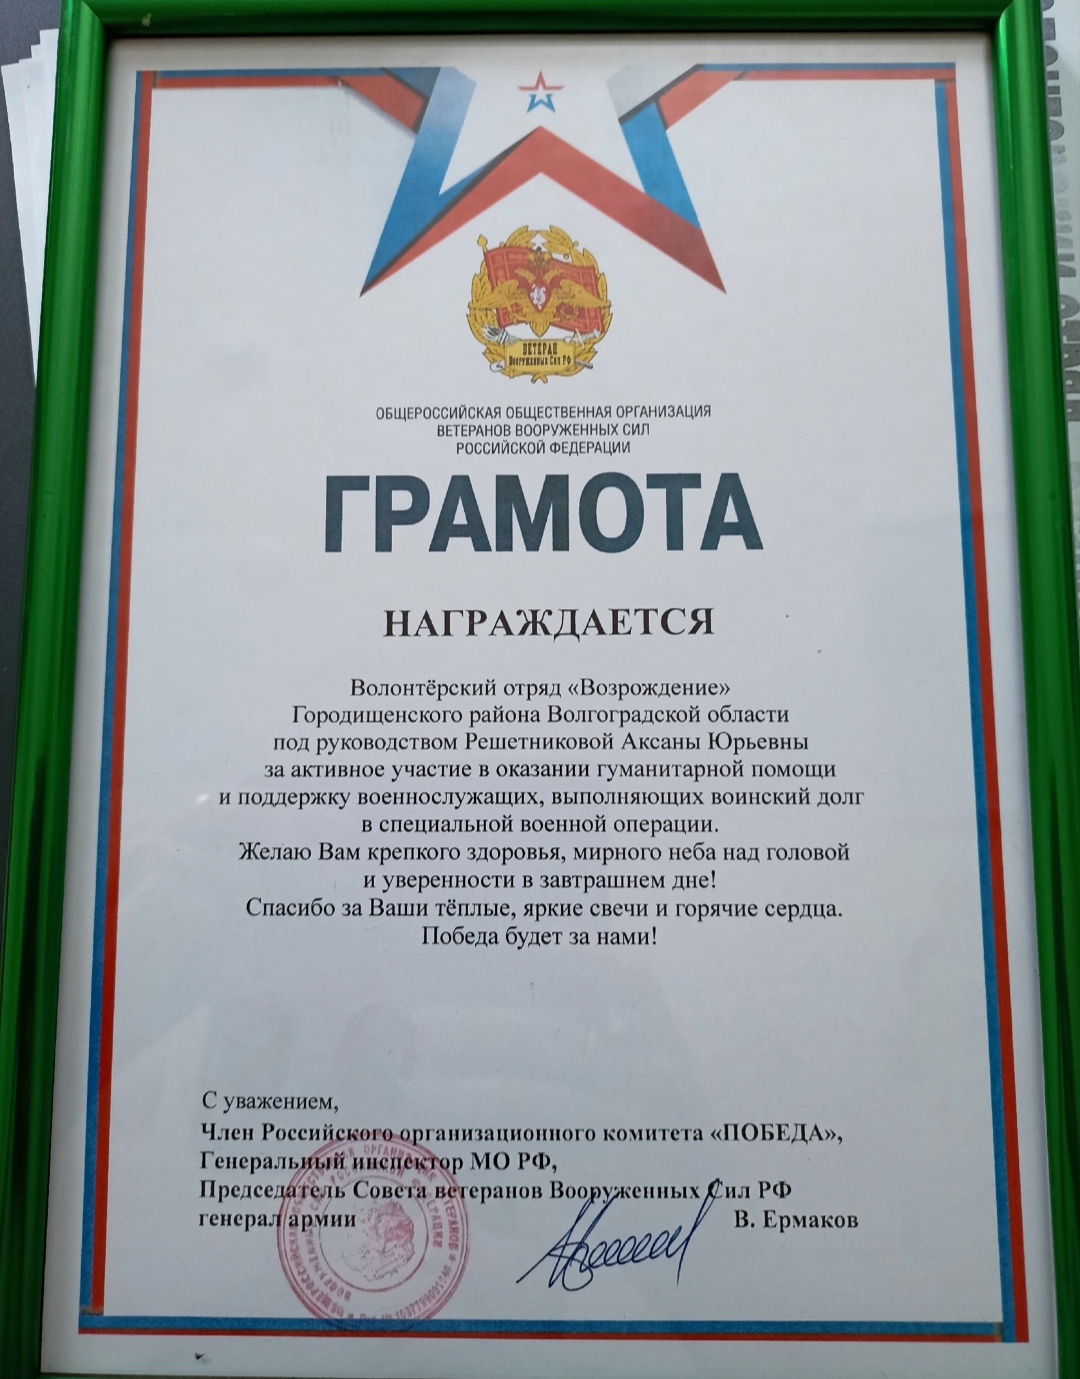 ВЕТЕРАН
Вооруженных Сил РФ
ОБЩЕРОССИЙСКАЯ ОБЩЕСТВЕННАЯ ОРГАНИЗАЦИЯ
ВЕТЕРАНОВ ВООРУЖЕННЫХ СИЛ
РОССИЙСКОЙ ФЕДЕРАЦИИ
ГРАМОТА
НАГРАЖДАЕТСЯ
Волонтёрский отряд «Возрождение»
Городищенского района Волгоградской области
под руководством Решетниковой Аксаны Юрьевны
за активное участие в оказании гуманитарной помощи
и поддержку военнослужащих, выполняющих воинский долг
в специальной военной операции.
Желаю Вам крепкого здоровья, мирного неба над головой
и уверенности в завтрашнем дне!
Спасибо за Ваши тёплые, яркие свечи и горячие сердца.
Победа будет за нами!
С уважением,
Член Российского организационного комитета «ПОБЕДА»,
Генеральный инспектор МО РФ,
Председатель Совета ветеранов Вооруженных Сил РФ
генерал армии В. Ермаков